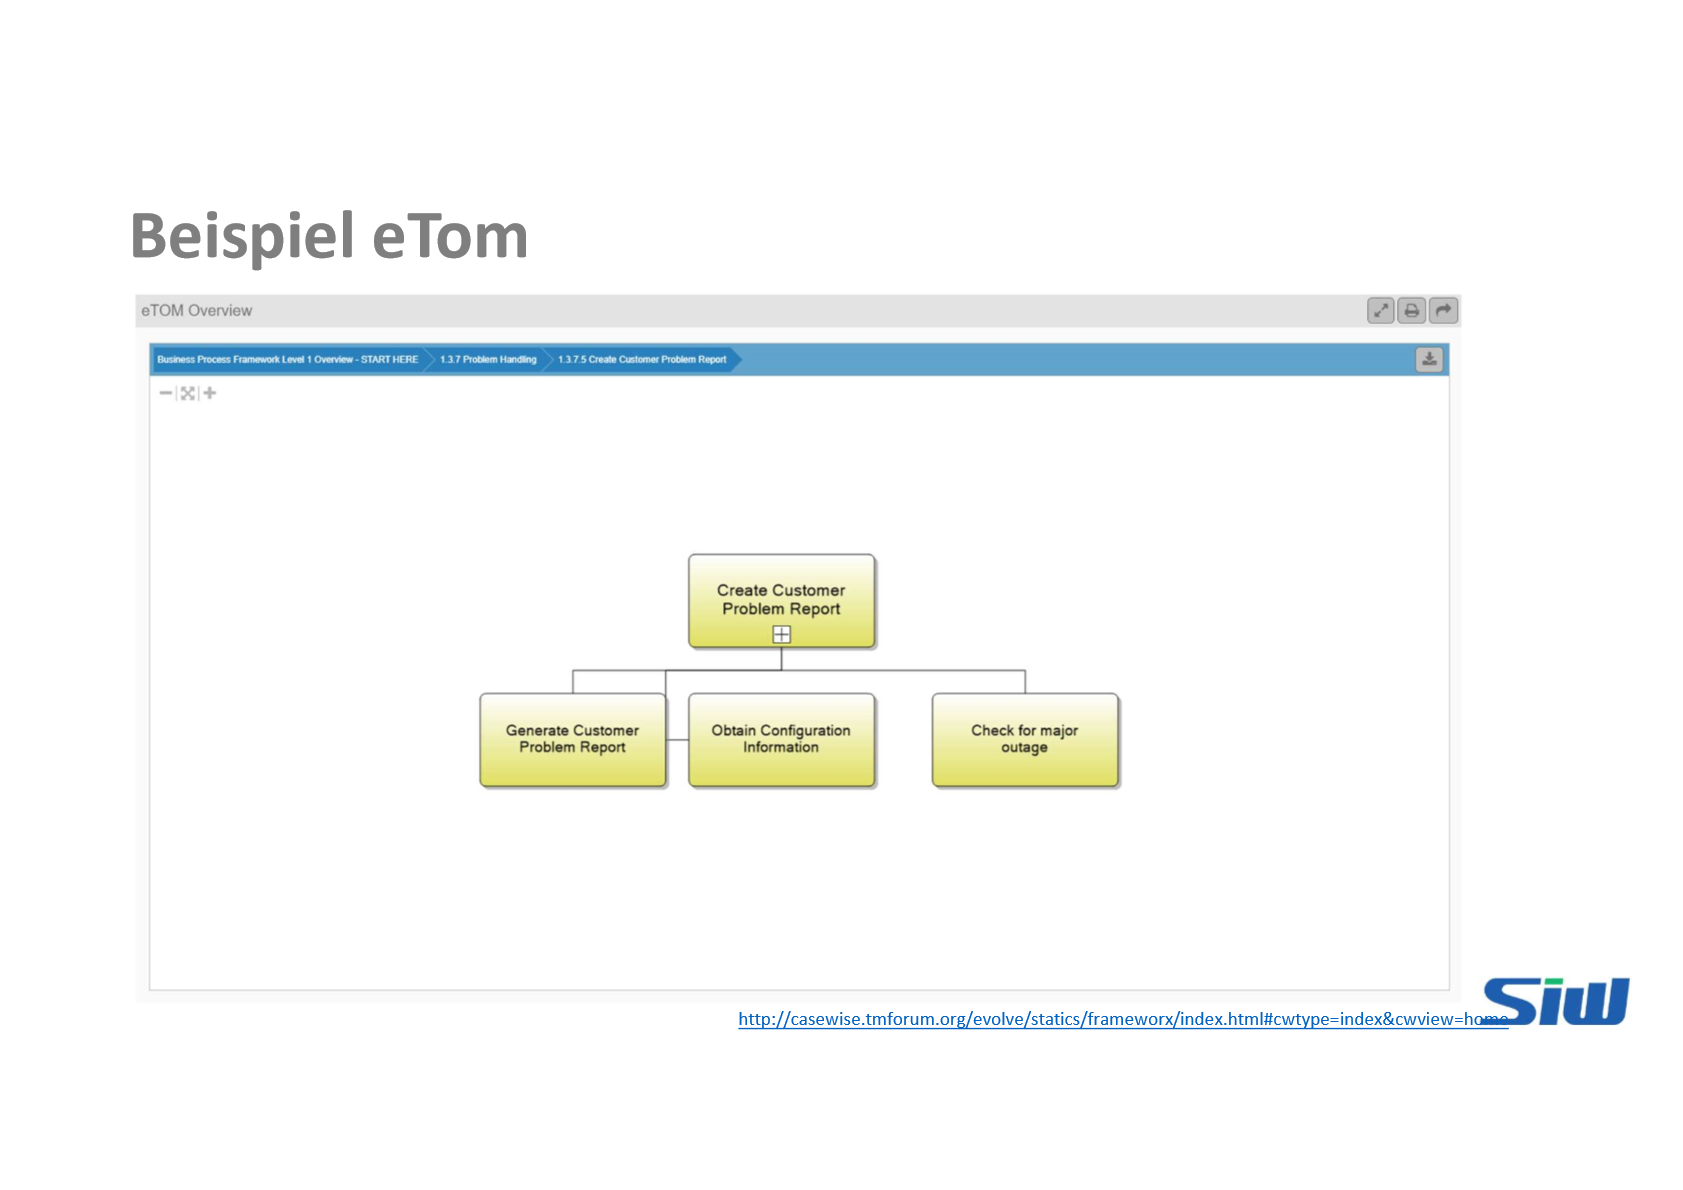 Beispiel eTom
eTOM Overview
Business Process Framework Level 1 Overview - START HERE
1.3.7 Problem Handling
1.3.7.5 Create Customer Problem Report
Create Customer
Problem Report
Generate Customer
Problem Report
Obtain Configuration
Information
Check for major
outage
http://casewise.tmforum.org/evolve/statics/frameworx/index.html#cwtype=index&cwview=home
SiW